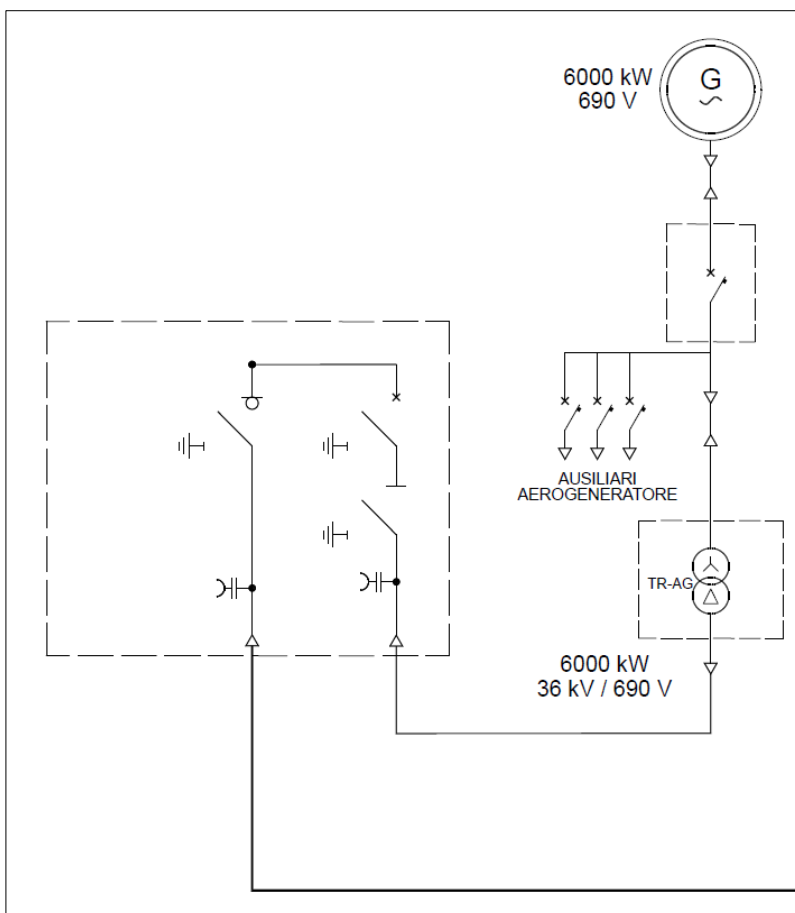 6000 kW
690 V
G
AUSILIARI
AEROGENERATORE
TR-AG
6000 kW
36 kV / 690 V